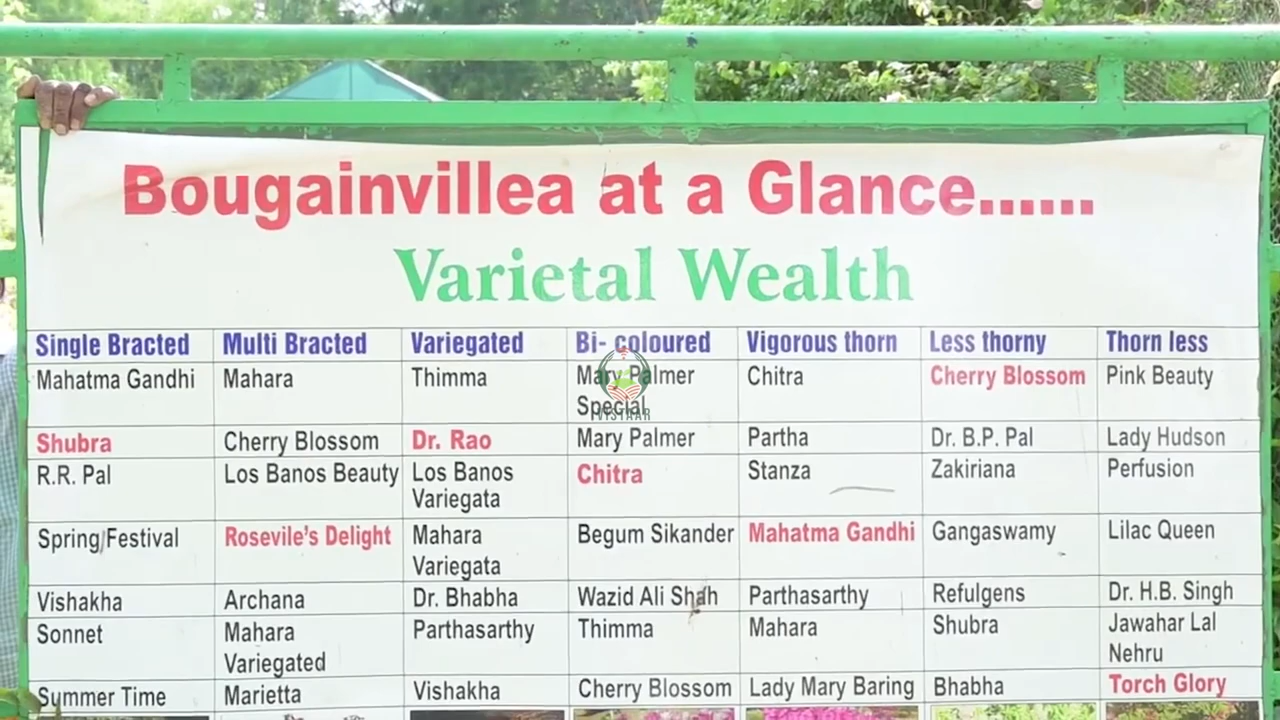 Bougainvillea at a Glance......
Varietal Wealth
Single Bracted Multi Bracted Variegated Bi- coloured Vigorous thorn Less thorny Thorn less
Mahatma Gandhi Mahara Thimma Mary Palmer Special Chitra Cherry Blossom Pink Beauty
Shubra Cherry Blossom Dr. Rao Mary Palmer Partha Dr. B.P. Pal Lady Hudson
R.R. Pal Los Banos Beauty Los Banos Variegata Chitra Stanza Zakiriana Perfusion
Spring Festival Rosevile's Delight Mahara Variegata Begum Sikander Mahatma Gandhi Gangaswamy Lilac Queen
Vishakha Archana Dr. Bhabha Wazid Ali Shah Parthasarthy Refulgens Dr. H.B. Singh
Sonnet Mahara Variegated Parthasarthy Thimma Mahara Shubra Jawahar Lal Nehru
Summer Time Marietta Vishakha Cherry Blossom Lady Mary Baring Bhabha Torch Glory
VISTAAR